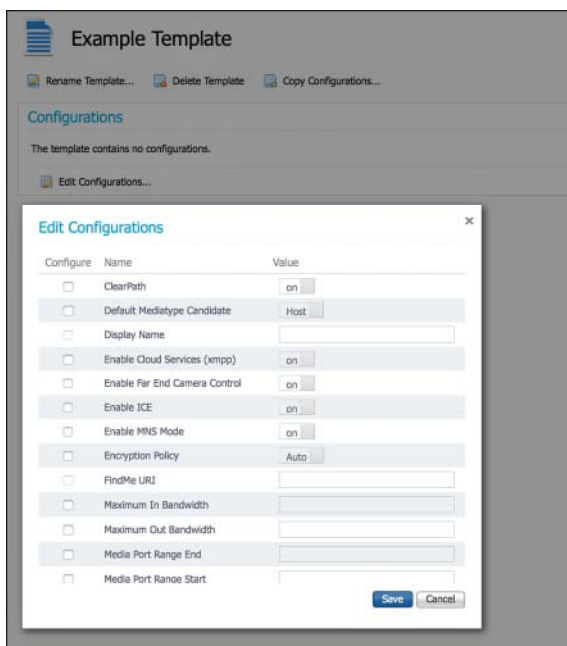 Example Template
Rename Template... Delete Template Copy Configurations...
Configurations
The template contains no configurations.
Edit Configurations...
Edit Configurations ×
Configure Name Value
ClearPath on
Default Mediatype Candidate Host
Display Name
Enable Cloud Services (xmpp) on
Enable Far End Camera Control on
Enable ICE on
Enable MNS Mode on
Encryption Policy Auto
FindMe URI
Maximum In Bandwidth
Maximum Out Bandwidth
Media Port Range End
Media Port Range Start
Save Cancel